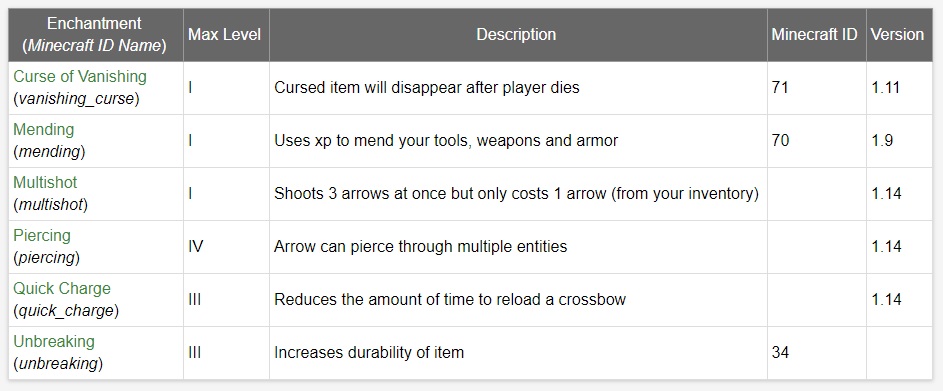 Enchantment
(Minecraft ID Name) Max Level Description Minecraft ID Version
Curse of Vanishing
(vanishing_curse) I Cursed item will disappear after player dies 71 1.11
Mending
(mending) I Uses xp to mend your tools, weapons and armor 70 1.9
Multishot
(multishot) I Shoots 3 arrows at once but only costs 1 arrow (from your inventory) 1.14
Piercing
(piercing) IV Arrow can pierce through multiple entities 1.14
Quick Charge
(quick_charge) III Reduces the amount of time to reload a crossbow 1.14
Unbreaking
(unbreaking) III Increases durability of item 34